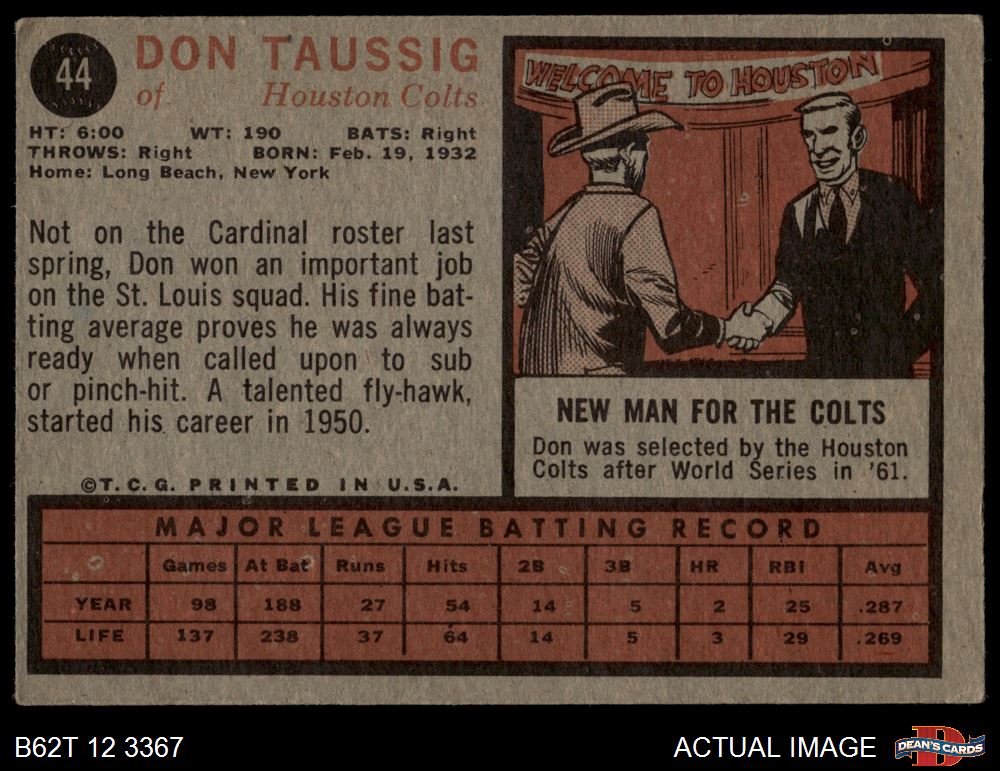 44
DON TAUSSIG
of Houston Colts
HT: 6:00 WT: 190 BATS: Right
THROWS: Right BORN: Feb. 19, 1932
Home: Long Beach, New York
Not on the Cardinal roster last
spring, Don won an important job
on the St. Louis squad. His fine bat-
ting average proves he was always
ready when called upon to sub
or pinch-hit. A talented fly-hawk,
started his career in 1950.
©T.C.G. PRINTED IN U.S.A.
WELCOME TO HOUSTON
NEW MAN FOR THE COLTS
Don was selected by the Houston
Colts after World Series in '61.
MAJOR LEAGUE BATTING RECORD
Games At Bat Runs Hits 2B 3B HR RBI Avg
YEAR 98 188 27 54 14 5 2 25 .287
LIFE 137 238 37 64 14 5 3 29 .269
B62T 12 3367
ACTUAL IMAGE
D
DEAN'S CARDS